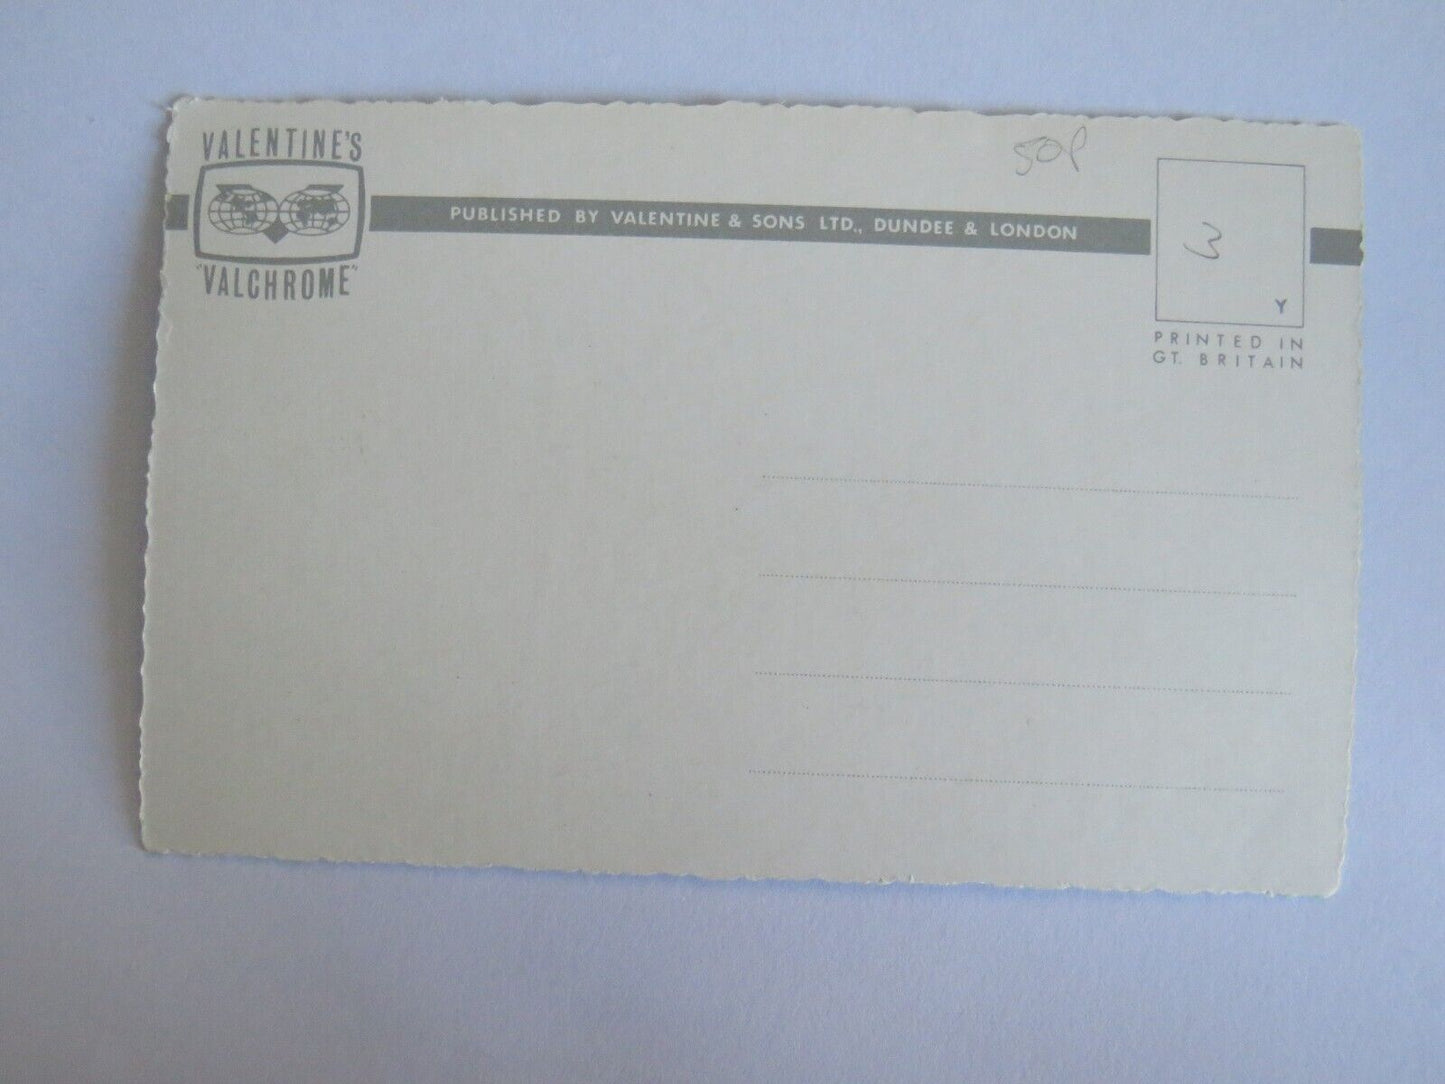 VALENTINE'S
"VALCHROME"
PUBLISHED BY VALENTINE & SONS LTD., DUNDEE & LONDON
50P
3
Y
PRINTED IN
GT. BRITAIN